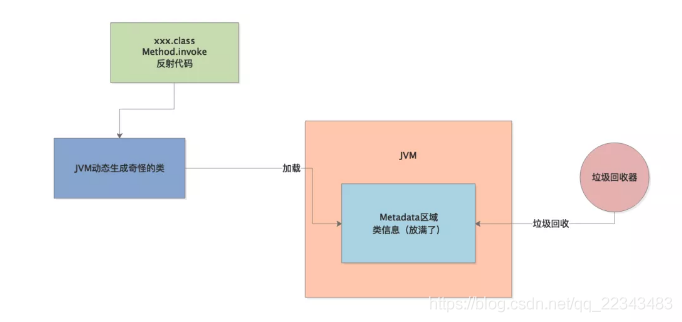 xxx.class
Method.invoke
反射代码
JVM动态生成奇怪的类
加载
JVM
Metadata区域
类信息（放满了）
垃圾回收器
垃圾回收
https://blog.csdn.net/qq_22343483